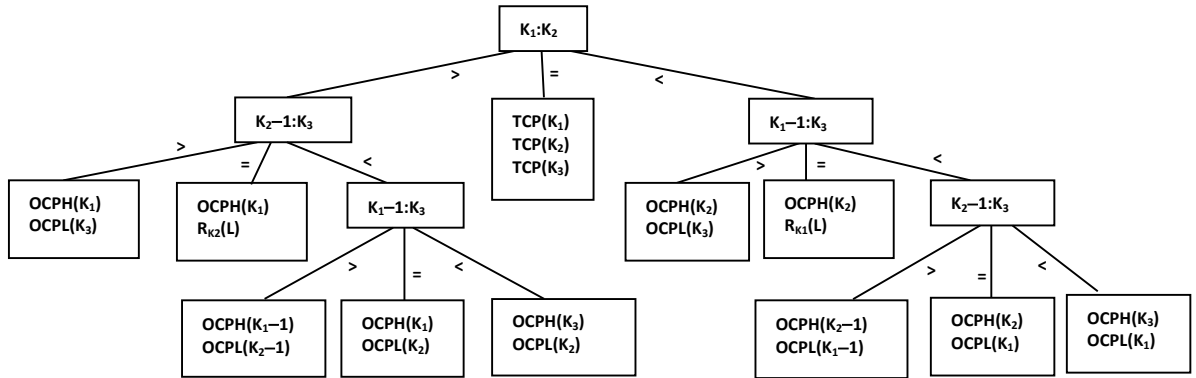 K₁:K₂
> = <
K₂–1:K₃
TCP(K₁)
TCP(K₂)
TCP(K₃)
K₁–1:K₃
> = <
> = <
OCPH(K₁)
OCPL(K₃)
OCPH(K₁)
R_K2(L)
K₁–1:K₃
OCPH(K₂)
OCPL(K₃)
OCPH(K₂)
R_K1(L)
K₂–1:K₃
> = <
> = <
OCPH(K₁–1)
OCPL(K₂–1)
OCPH(K₁)
OCPL(K₂)
OCPH(K₃)
OCPL(K₂)
OCPH(K₂–1)
OCPL(K₁–1)
OCPH(K₂)
OCPL(K₁)
OCPH(K₃)
OCPL(K₁)